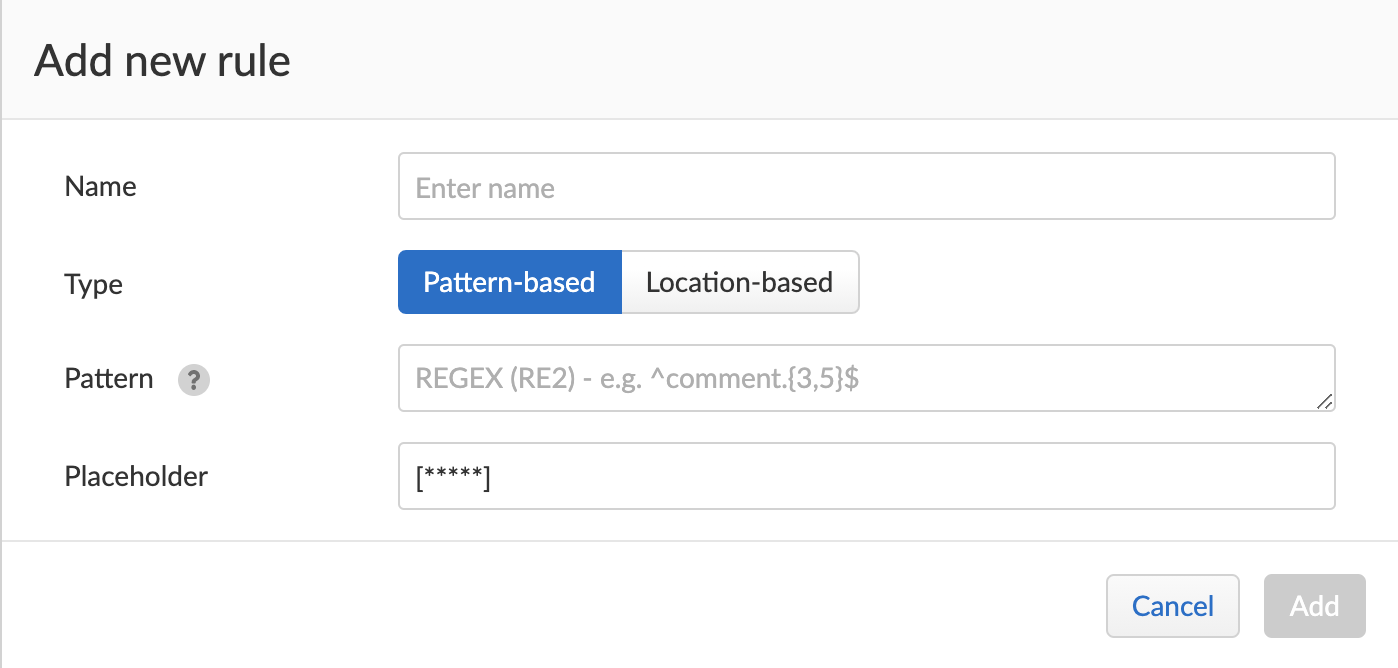 Add new rule
Name
Enter name
Type
Pattern-based Location-based
Pattern ?
REGEX (RE2) - e.g. ^comment.{3,5}$
Placeholder
[*****]
Cancel Add